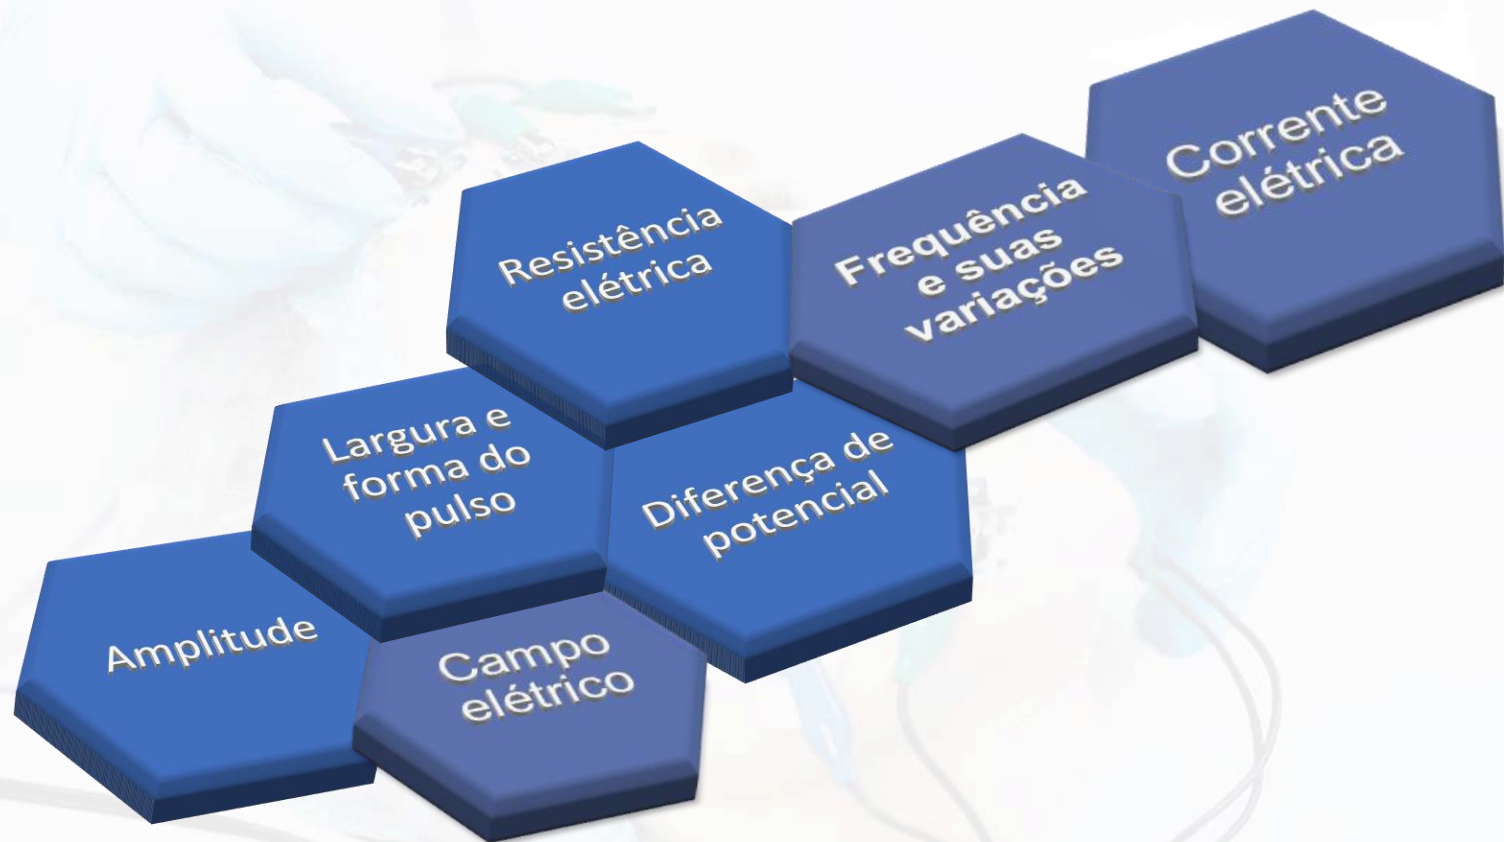 Corrente
elétrica
Frequência
e suas
variações
Resistência
elétrica
Largura e
forma do
pulso
Diferença de
potencial
Amplitude
Campo
elétrico